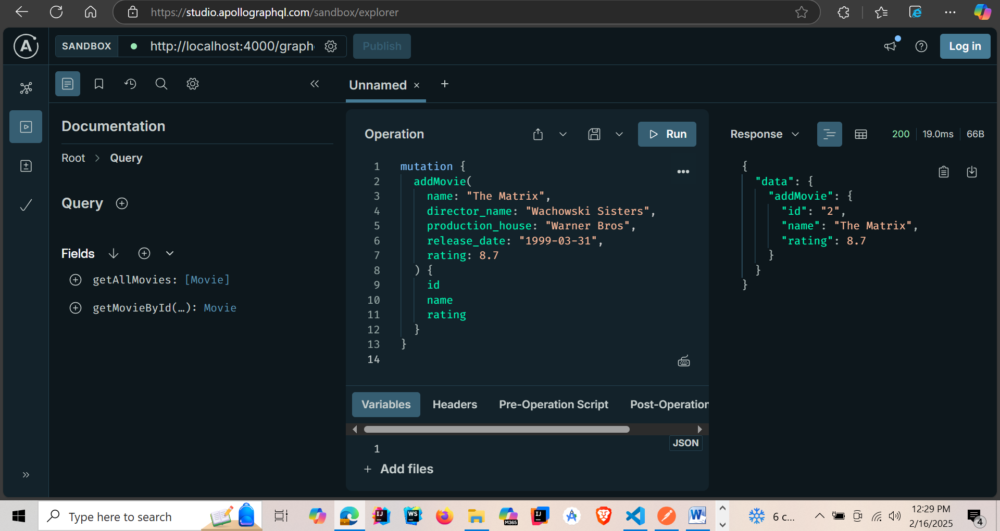 https://studio.apollographql.com/sandbox/explorer
SANDBOX
http://localhost:4000/graph
Publish
Log in
Unnamed
Documentation
Root > Query
Query
Fields
getAllMovies: [Movie]
getMovieById(…): Movie
Operation
Run
1 mutation {
2 addMovie(
3 name: "The Matrix",
4 director_name: "Wachowski Sisters",
5 production_house: "Warner Bros",
6 release_date: "1999-03-31",
7 rating: 8.7
8 ) {
9 id
10 name
11 rating
12 }
13 }
14
Variables Headers Pre-Operation Script Post-Operation
JSON
1
+ Add files
Response
200 19.0ms 66B
{
"data": {
"addMovie": {
"id": "2",
"name": "The Matrix",
"rating": 8.7
}
}
}
Type here to search
IJ
WS
M365
IJ
W
6 c...
12:29 PM
2/16/2025
4